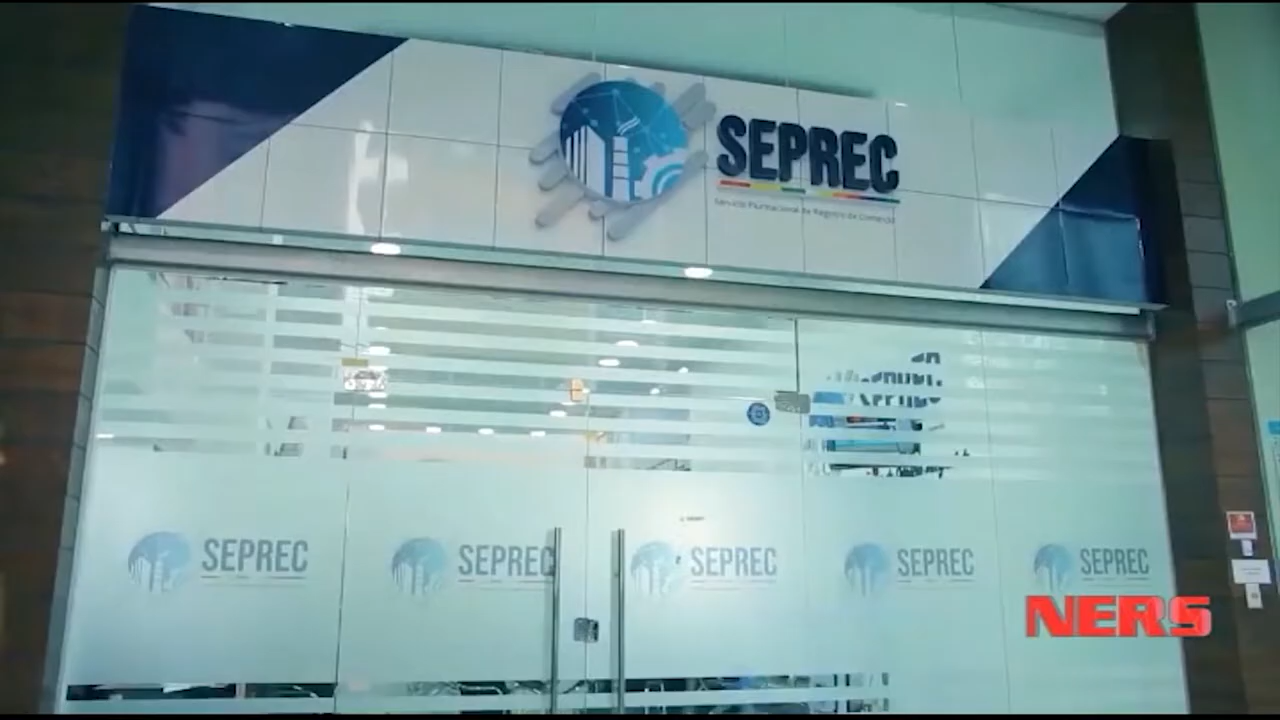 SEPREC
Servicio Plurinacional de Registro de Comercio
SEPREC
SEPREC
SEPREC
SEPREC
SEPREC
NERS